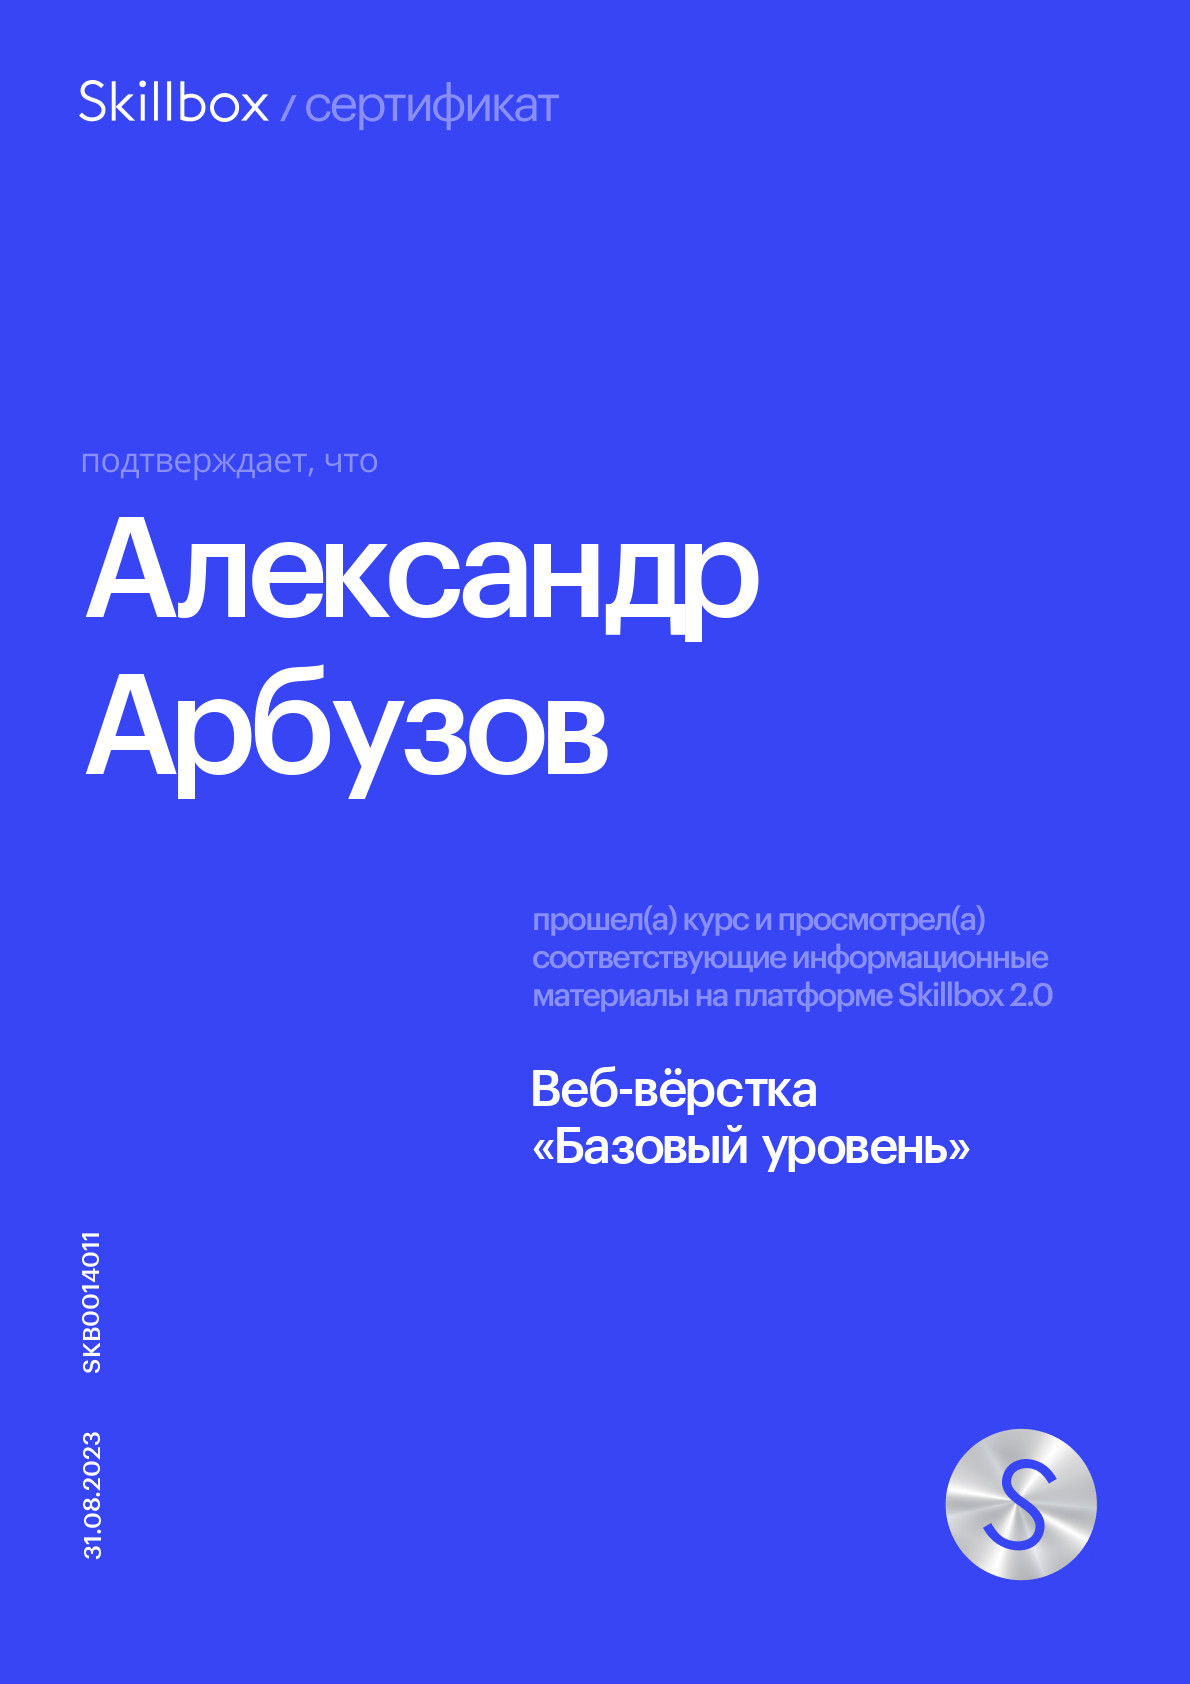 Skillbox / сертификат
подтверждает, что
Александр
Арбузов
прошел(а) курс и просмотрел(а)
соответствующие информационные
материалы на платформе Skillbox 2.0
Веб-вёрстка
«Базовый уровень»
SKB0014011
31.08.2023
S